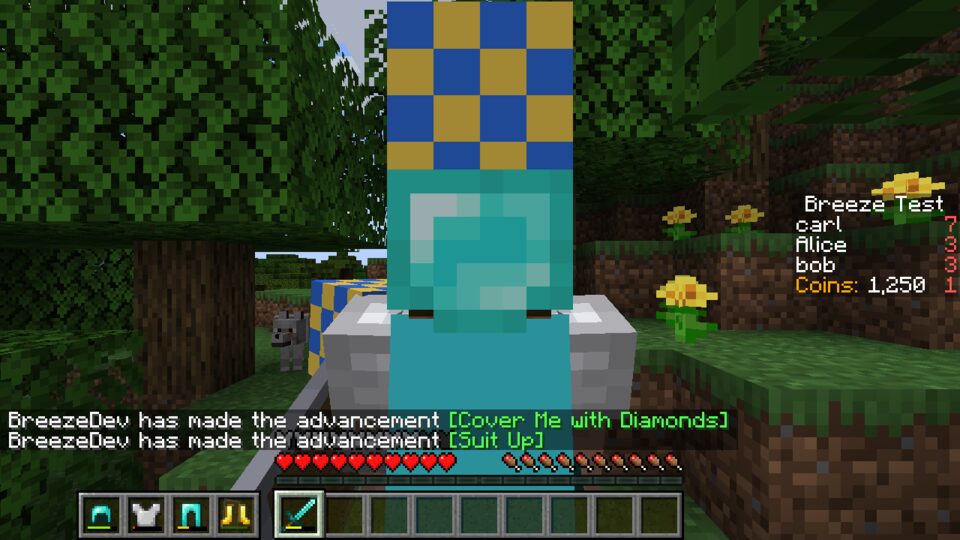 Breeze Test
carl 7
Alice 3
bob 3
Coins: 1,250 1
BreezeDev has made the advancement [Cover Me with Diamonds]
BreezeDev has made the advancement [Suit Up]